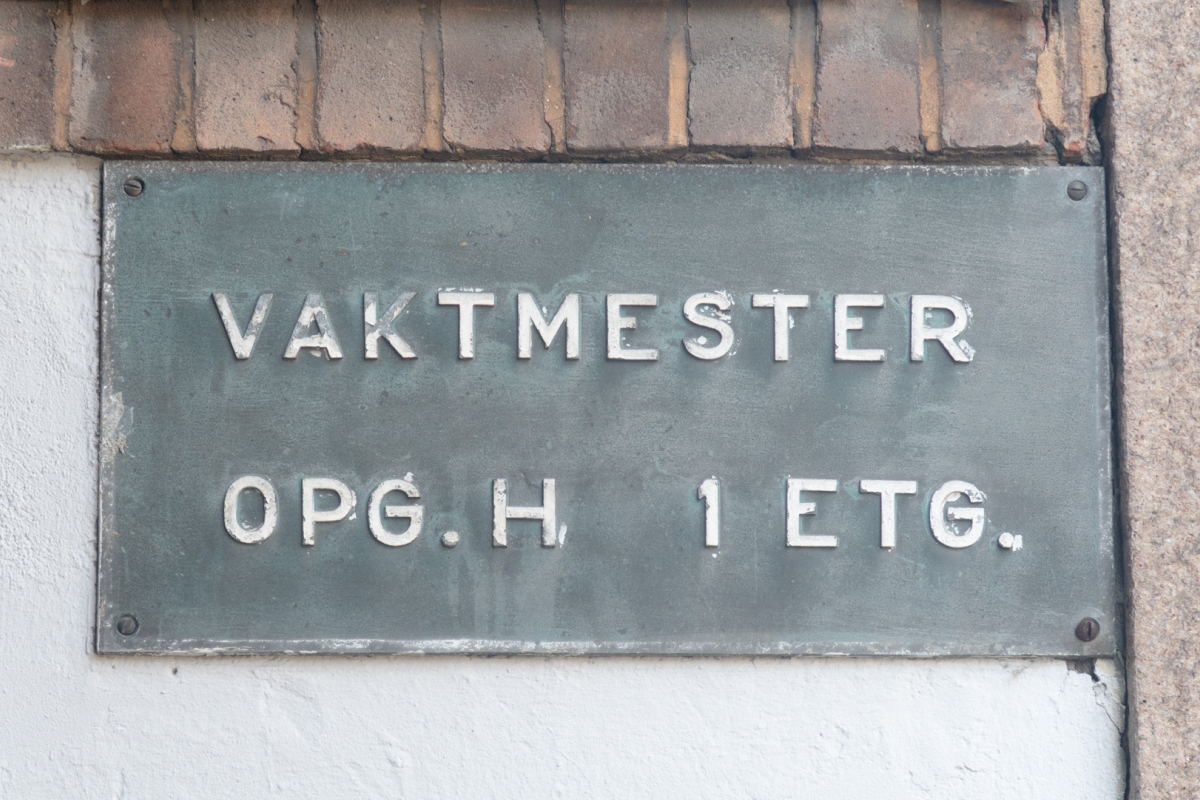 VAKTMESTER
OPG. H 1 ETG.